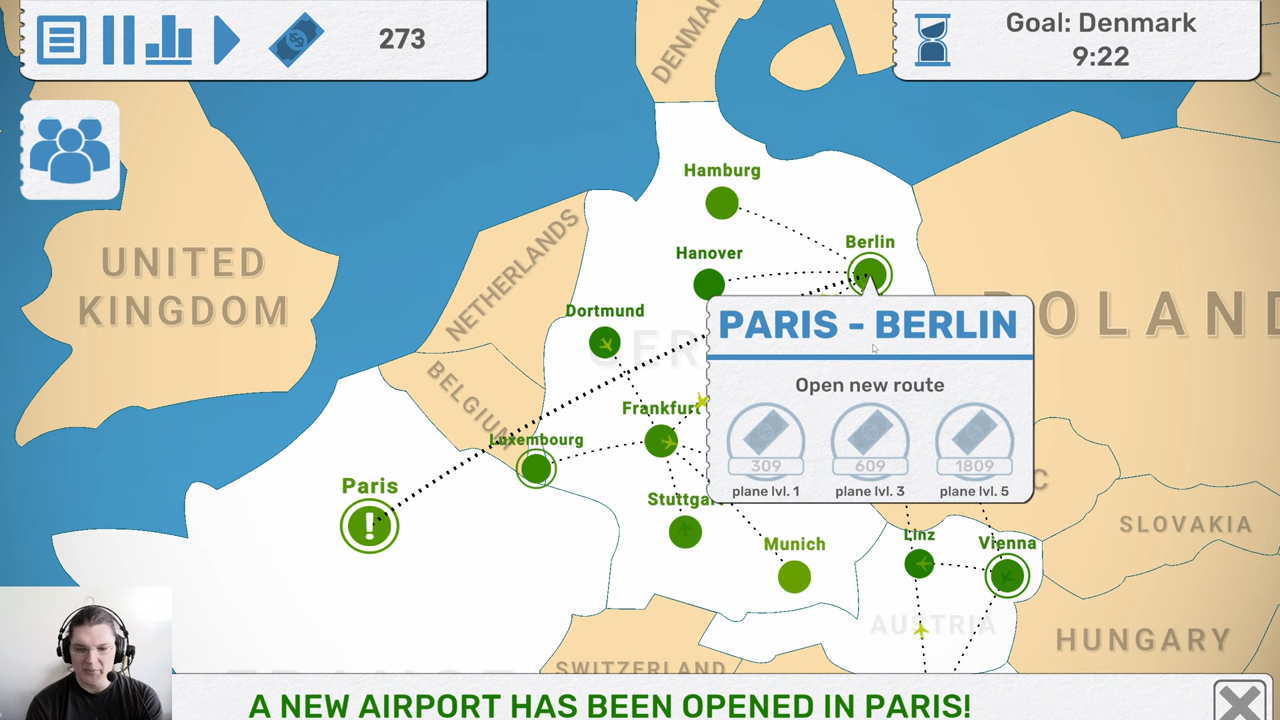 273
Goal: Denmark
9:22
DENMAR
Hamburg
UNITED
KINGDOM
NETHERLANDS
Hanover
Berlin
Dortmund
GER
POLAND
PARIS - BERLIN
BELGIUM
Open new route
Frankfurt
Luxembourg
309
609
1809
plane lvl. 1
plane lvl. 3
plane lvl. 5
Paris
!
C
Stuttgar
SLOVAKIA
Munich
Linz
Vienna
AUSTRIA
HUNGARY
SWITZERLAND
A NEW AIRPORT HAS BEEN OPENED IN PARIS!